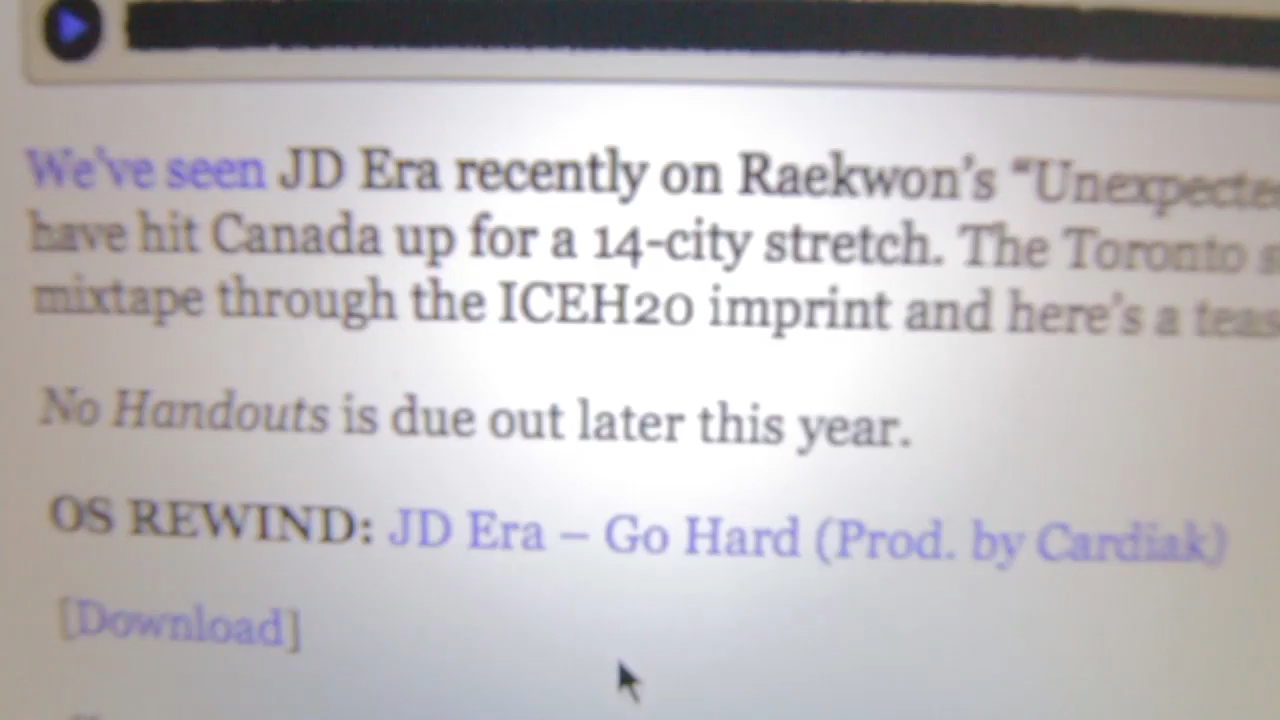 We've seen JD Era recently on Raekwon's "Unexpected
have hit Canada up for a 14-city stretch. The Toronto
mixtape through the ICEH20 imprint and here's a
No Handouts is due out later this year.
OS REWIND: JD Era – Go Hard (Prod. by Cardiak)
[Download]